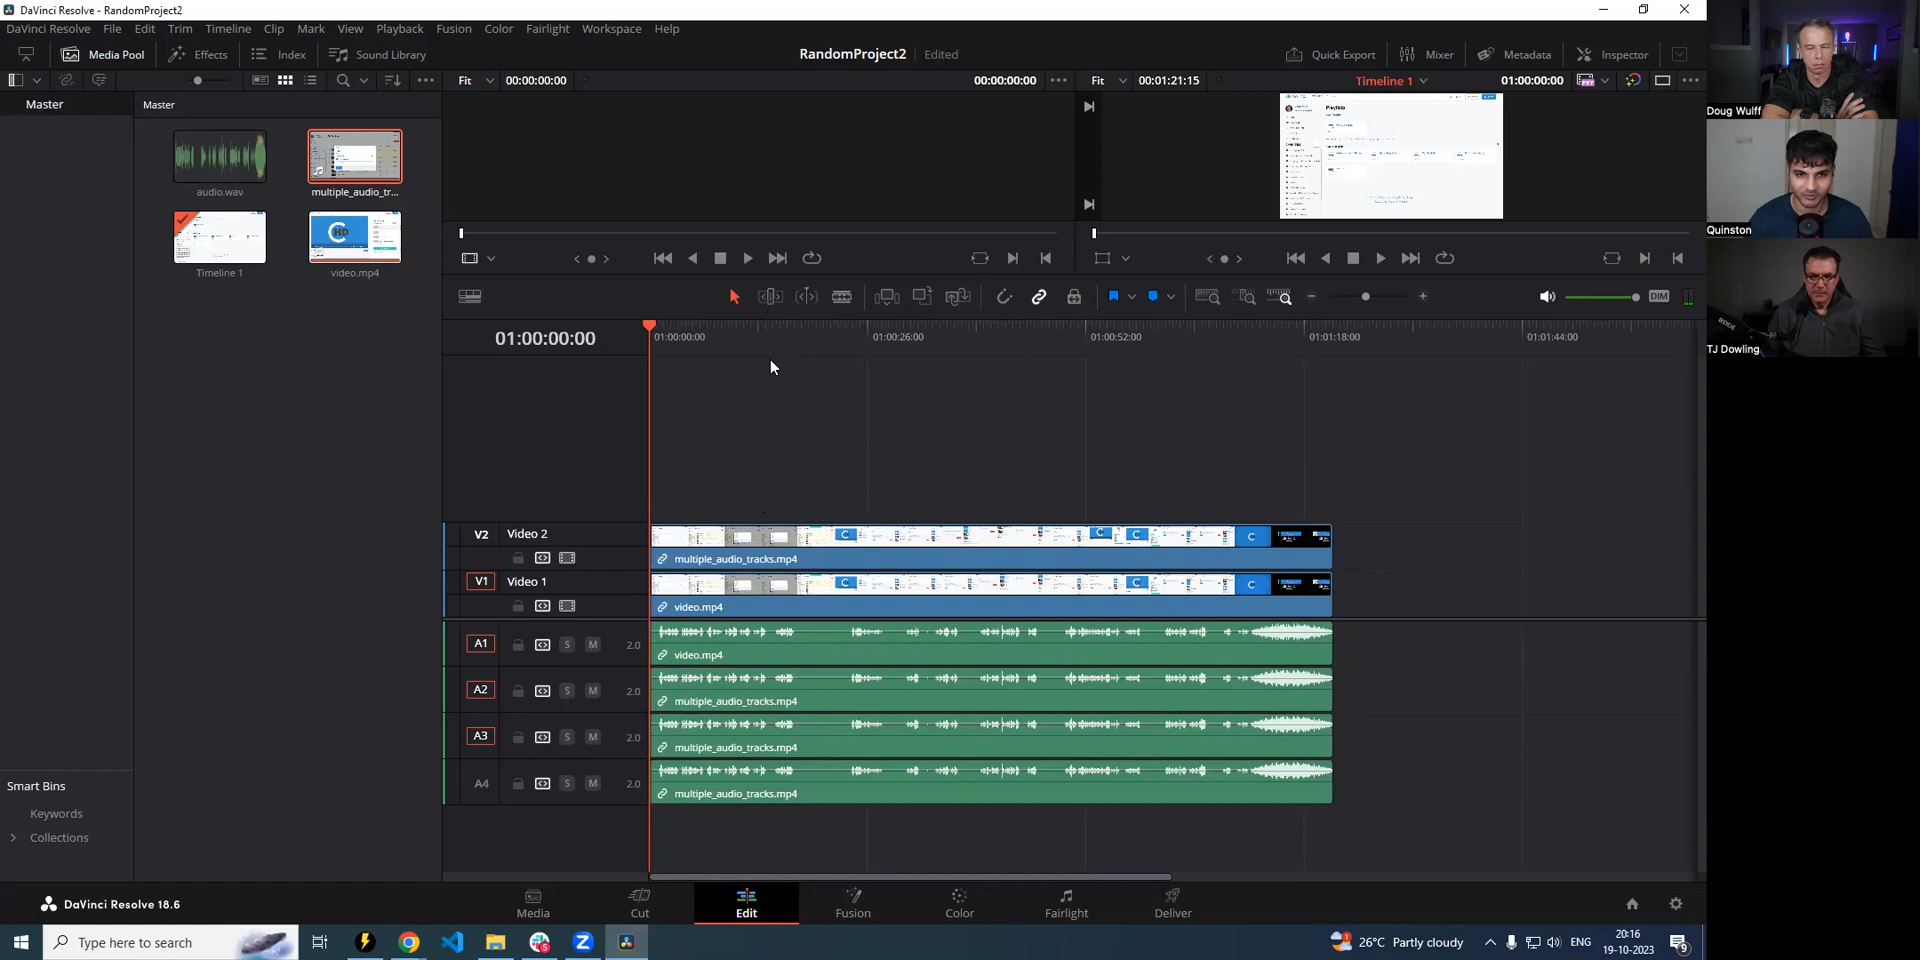 DaVinci Resolve - RandomProject2
DaVinci Resolve File Edit Trim Timeline Clip Mark View Playback Fusion Color Fairlight Workspace Help
Media Pool Effects Index Sound Library RandomProject2 Edited Quick Export Mixer Metadata Inspector
Fit 00:00:00:00 00:00:00:00 Fit 00:01:21:15 Timeline 1 01:00:00:00
Master
Master
audio.wav
multiple_audio_tr...
Timeline 1
video.mp4
DIM
01:00:00:00
01:00:00:00 01:00:26:00 01:00:52:00 01:01:18:00 01:01:44:00
V2 Video 2
multiple_audio_tracks.mp4
V1 Video 1
video.mp4
A1 S M 2.0
video.mp4
A2 S M 2.0
multiple_audio_tracks.mp4
A3 S M 2.0
multiple_audio_tracks.mp4
A4 S M 2.0
multiple_audio_tracks.mp4
Smart Bins
Keywords
Collections
DaVinci Resolve 18.6
Media Cut Edit Fusion Color Fairlight Deliver
Type here to search
26°C Partly cloudy
ENG
20:16
19-10-2023
9
Doug Wulff
Quinston
TJ Dowling
RODE